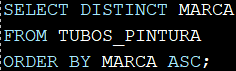 SELECT DISTINCT MARCA
FROM TUBOS_PINTURA
ORDER BY MARCA ASC;